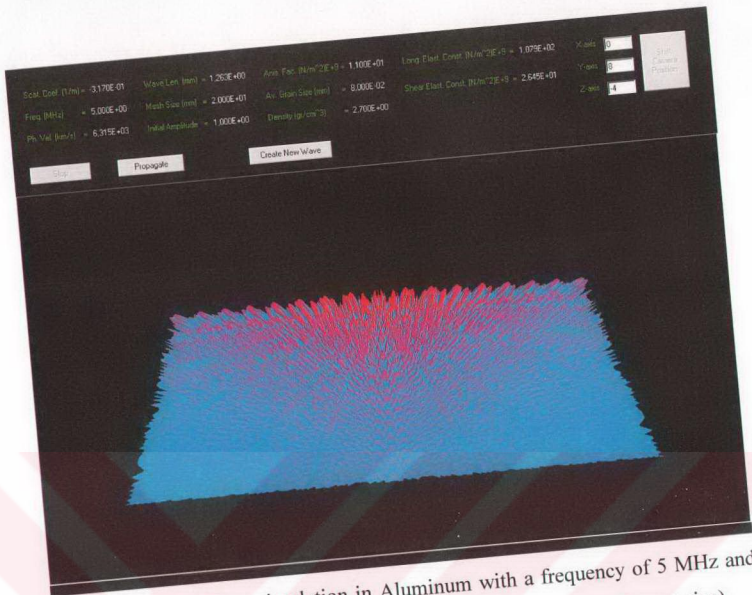 Scat. Coef. (1/m) = -3.170E-01 Wave Len. (mm) = 1.263E+00 Anis. Fac. (N/m^2)E+9 = 1.100E+01 Long. Elast. Const. (N/m^2)E+9 = 1.079E+02 X-axis 0
Freq. (MHz) = 5.000E+00 Mesh Size (mm) = 2.000E+01 Av. Grain Size (mm) = 8.000E-02 Shear Elast. Const. (N/m^2)E+9 = 2.645E+01 Y-axis
Ph. Vel. (km/s) = 6.315E+03 Initial Amplitude = 1.000E+00 Density (gr/cm^3) = 2.700E+00 Z-axis -4
Camera Position
Stop Propagate Create New Wave
in Aluminum with a frequency of 5 MHz and